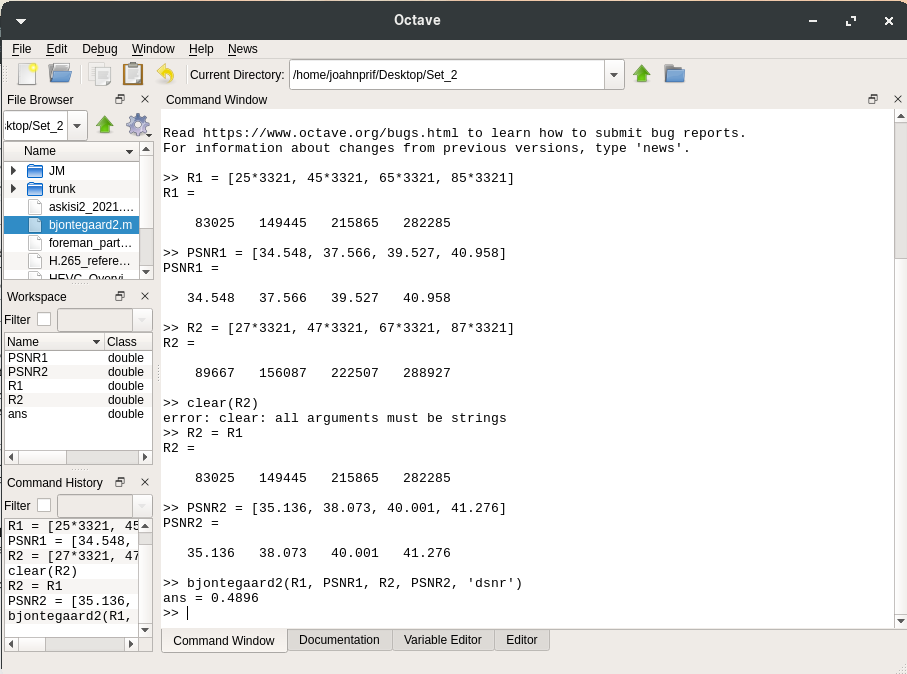 Octave
File Edit Debug Window Help News
Current Directory: /home/joahnprif/Desktop/Set_2
File Browser
ktop/Set_2
Name
JM
trunk
askisi2_2021....
bjontegaard2.m
foreman_part...
H.265_refere...
HEVC_Overvi...
Workspace
Filter
Name Class
PSNR1 double
PSNR2 double
R1 double
R2 double
ans double
Command History
Filter
R1 = [25*3321, 45
PSNR1 = [34.548,
R2 = [27*3321, 47
clear(R2)
R2 = R1
PSNR2 = [35.136,
bjontegaard2(R1,
Command Window
Read https://www.octave.org/bugs.html to learn how to submit bug reports.
For information about changes from previous versions, type 'news'.
>> R1 = [25*3321, 45*3321, 65*3321, 85*3321]
R1 =
83025 149445 215865 282285
>> PSNR1 = [34.548, 37.566, 39.527, 40.958]
PSNR1 =
34.548 37.566 39.527 40.958
>> R2 = [27*3321, 47*3321, 67*3321, 87*3321]
R2 =
89667 156087 222507 288927
>> clear(R2)
error: clear: all arguments must be strings
>> R2 = R1
R2 =
83025 149445 215865 282285
>> PSNR2 = [35.136, 38.073, 40.001, 41.276]
PSNR2 =
35.136 38.073 40.001 41.276
>> bjontegaard2(R1, PSNR1, R2, PSNR2, 'dsnr')
ans = 0.4896
>>
Command Window Documentation Variable Editor Editor